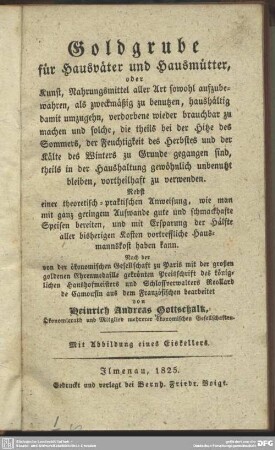 Goldgrube
für Hausväter und Hausmütter,
oder
Kunst, Nahrungsmittel aller Art sowohl aufzube-
wahren, als zweckmäßig zu benutzen, haushältig
damit umzugehn, verdorbene wieder brauchbar zu
machen und solche, die theils bei der Hitze des
Sommers, der Feuchtigkeit des Herbstes und der
Kälte des Winters zu Grunde gegangen sind,
theils in der Haushaltung gewöhnlich unbenutzt
bleiben, vortheilhaft zu verwenden.
Nebst
einer theoretisch-praktischen Anweisung, wie man
mit ganz geringem Aufwande gute und schmackhafte
Speisen bereiten, und mit Ersparung der Hälfte
aller bisherigen Kosten vortreffliche Haus-
mannskost haben kann.
Nach der
von der ökonomischen Gesellschaft zu Paris mit der großen
goldenen Ehrenmedaille gekrönten Preisschrift des könig-
lichen Haushofmeisters und Schloßverwalters
de aus dem Französischen bearbeitet
von
Heinrich Andreas Gottschalk,
Ökonomierath und Mitglied mehrerer ökonomischen Gesellschaften.
Mit Abbildung eines Eiskellers.
Ilmenau, 1825.
Gedruckt und verlegt bei Bernh. Friedr. Voigt.